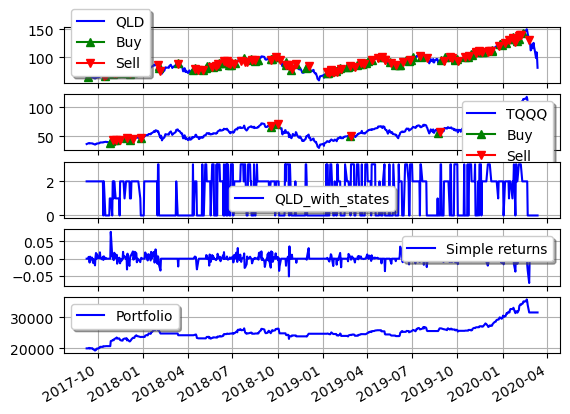 QLD
Buy
Sell
150
100
TQQQ
Buy
Sell
100
50
QLD_with_states
2
0
Simple returns
0.05
0.00
−0.05
Portfolio
30000
20000
2017-10
2018-01
2018-04
2018-07
2018-10
2019-01
2019-04
2019-07
2019-10
2020-01
2020-04